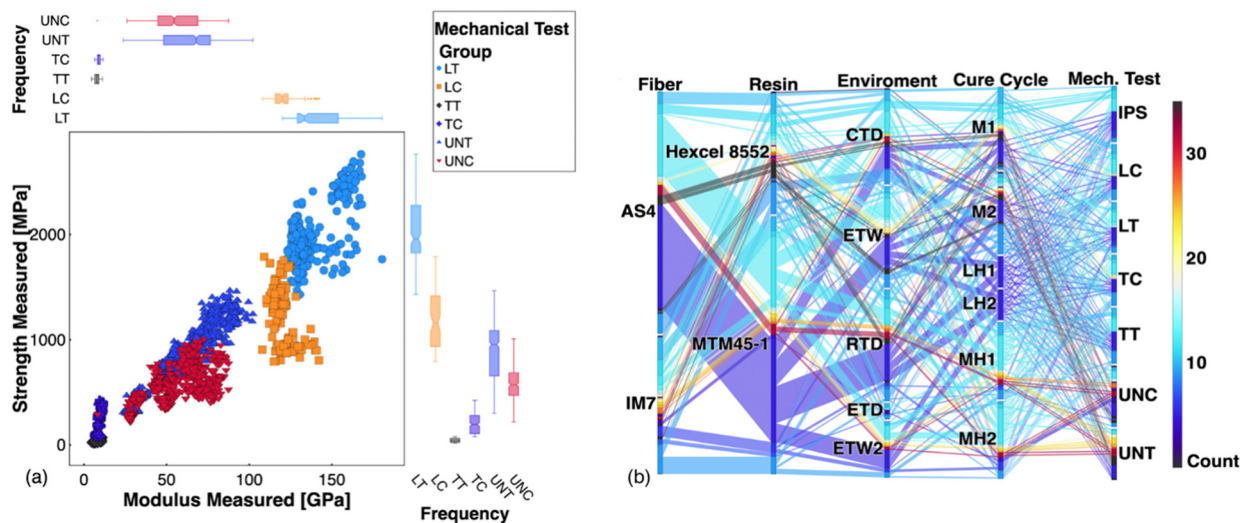 Frequency
UNC
UNT
TC
TT
LC
LT
Mechanical Test
Group
LT
LC
TT
TC
UNT
UNC
Strength Measured [MPa]
2000
1000
0
0
50
100
150
Modulus Measured [GPa]
(a)
LT
LC
TT
TC
UNT
UNC
Frequency
Fiber
Resin
Enviroment
Cure Cycle
Mech. Test
AS4
IM7
Hexcel 8552
MTM45-1
CTD
ETW
RTD
ETD
ETW2
M1
M2
LH1
LH2
MH1
MH2
IPS
LC
LT
TC
TT
UNC
UNT
30
20
10
Count
(b)